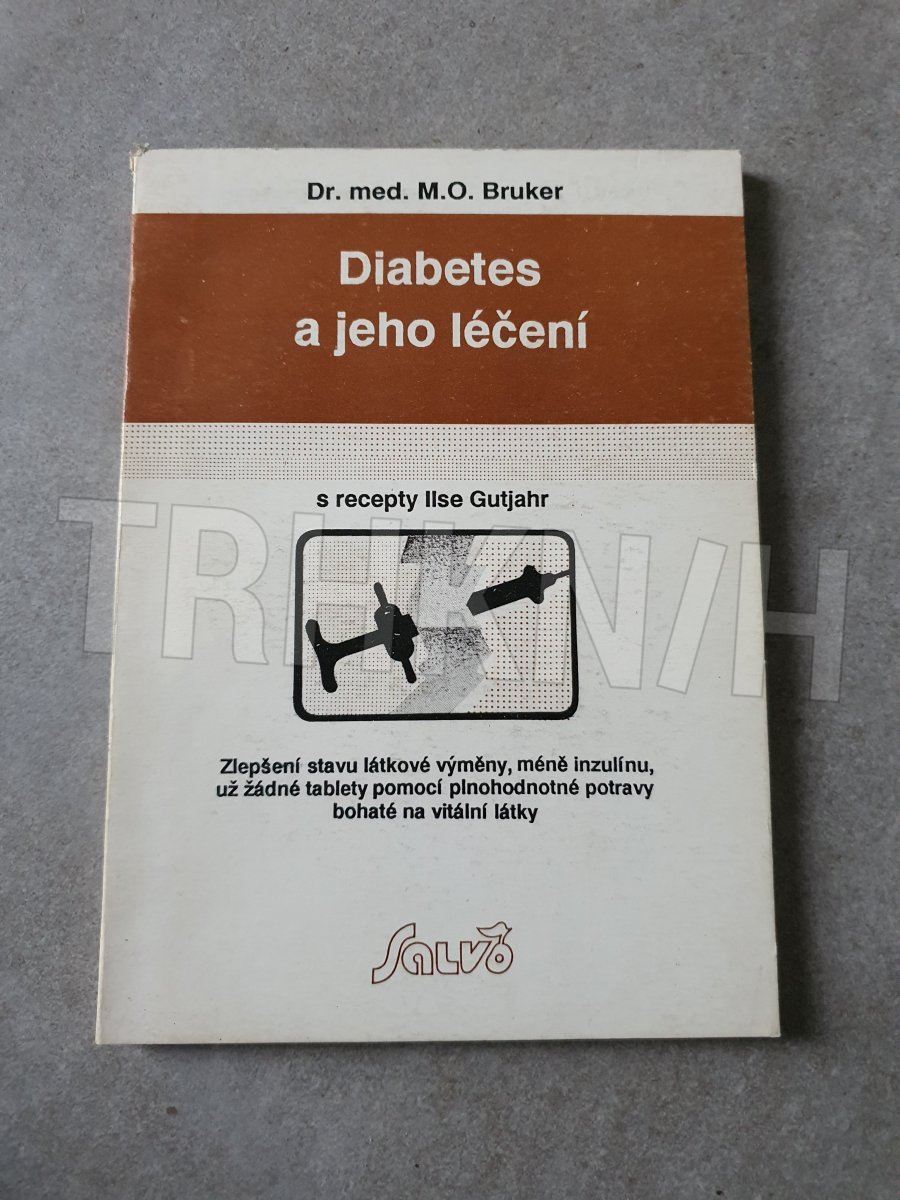 Dr. med. M.O. Bruker
Diabetes
a jeho léčení
s recepty Ilse Gutjahr
TRHKN/H
Zlepšení stavu látkové výměny, méně inzulínu,
už žádné tablety pomocí plnohodnotné potravy
bohaté na vitální látky
Salvo